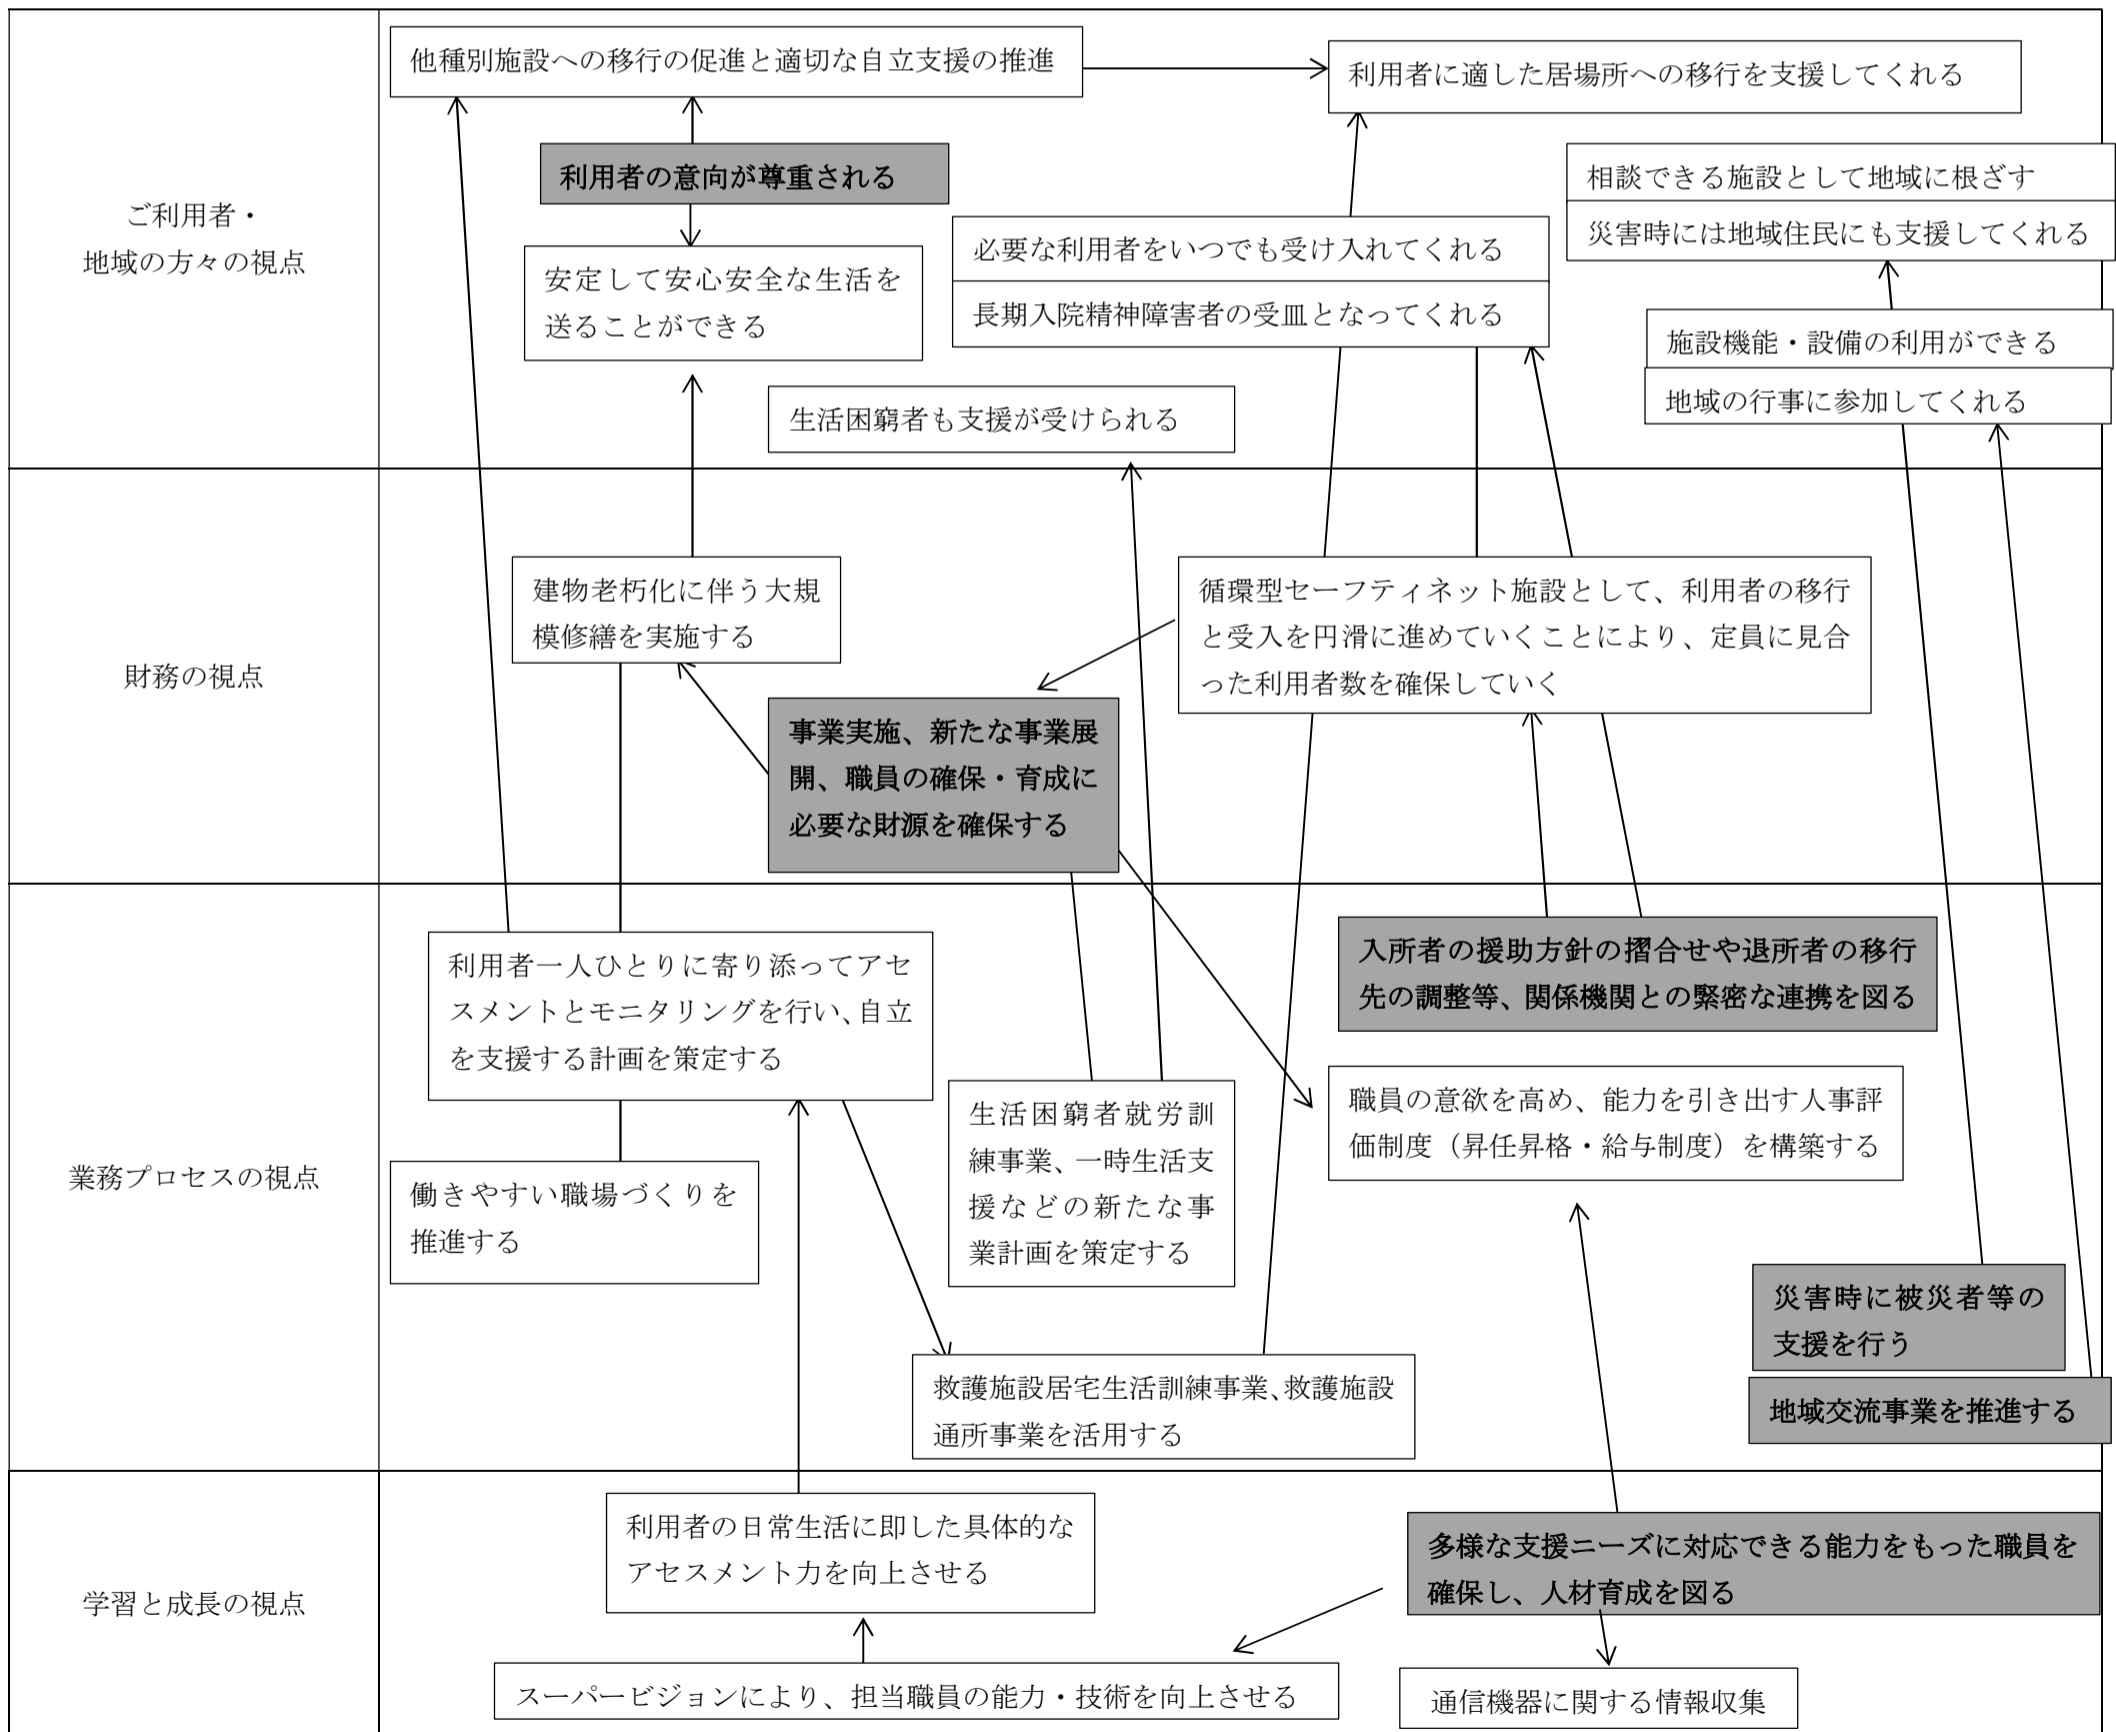 ご利用者・
地域の方々の視点
他種別施設への移行の促進と適切な自立支援の推進
利用者に適した居場所への移行を支援してくれる
利用者の意向が尊重される
相談できる施設として地域に根ざす
災害時には地域住民にも支援してくれる
安定して安心安全な生活を
送ることができる
必要な利用者をいつでも受け入れてくれる
長期入院精神障害者の受皿となってくれる
施設機能・設備の利用ができる
地域の行事に参加してくれる
生活困窮者も支援が受けられる
財務の視点
建物老朽化に伴う大規
模修繕を実施する
循環型セーフティネット施設として、利用者の移行
と受入を円滑に進めていくことにより、定員に見合
った利用者数を確保していく
事業実施、新たな事業展
開、職員の確保・育成に
必要な財源を確保する
業務プロセスの視点
利用者一人ひとりに寄り添ってアセ
スメントとモニタリングを行い、自立
を支援する計画を策定する
入所者の援助方針の摺合せや退所者の移行
先の調整等、関係機関との緊密な連携を図る
生活困窮者就労訓
練事業、一時生活支
援などの新たな事
業計画を策定する
職員の意欲を高め、能力を引き出す人事評
価制度（昇任昇格・給与制度）を構築する
働きやすい職場づくりを
推進する
災害時に被災者等の
支援を行う
地域交流事業を推進する
救護施設居宅生活訓練事業、救護施設
通所事業を活用する
学習と成長の視点
利用者の日常生活に即した具体的な
アセスメント力を向上させる
多様な支援ニーズに対応できる能力をもった職員を
確保し、人材育成を図る
スーパービジョンにより、担当職員の能力・技術を向上させる
通信機器に関する情報収集